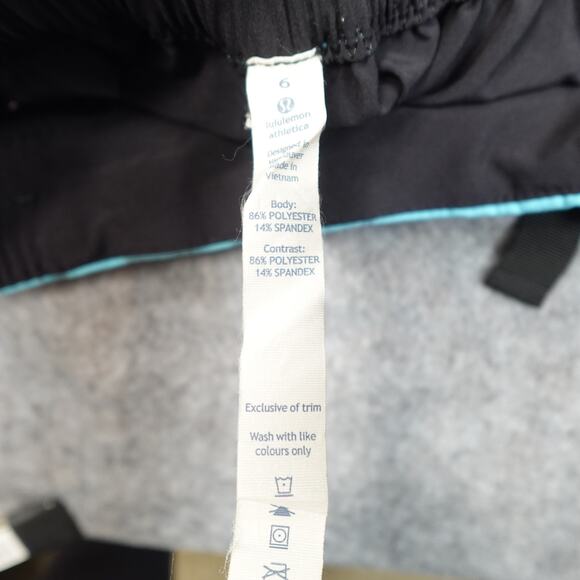 6
lululemon
athletica
Designed in
Vancouver
Made in
Vietnam
Body:
86% POLYESTER
14% SPANDEX
Contrast:
86% POLYESTER
14% SPANDEX
Exclusive of trim
Wash with like
colours only